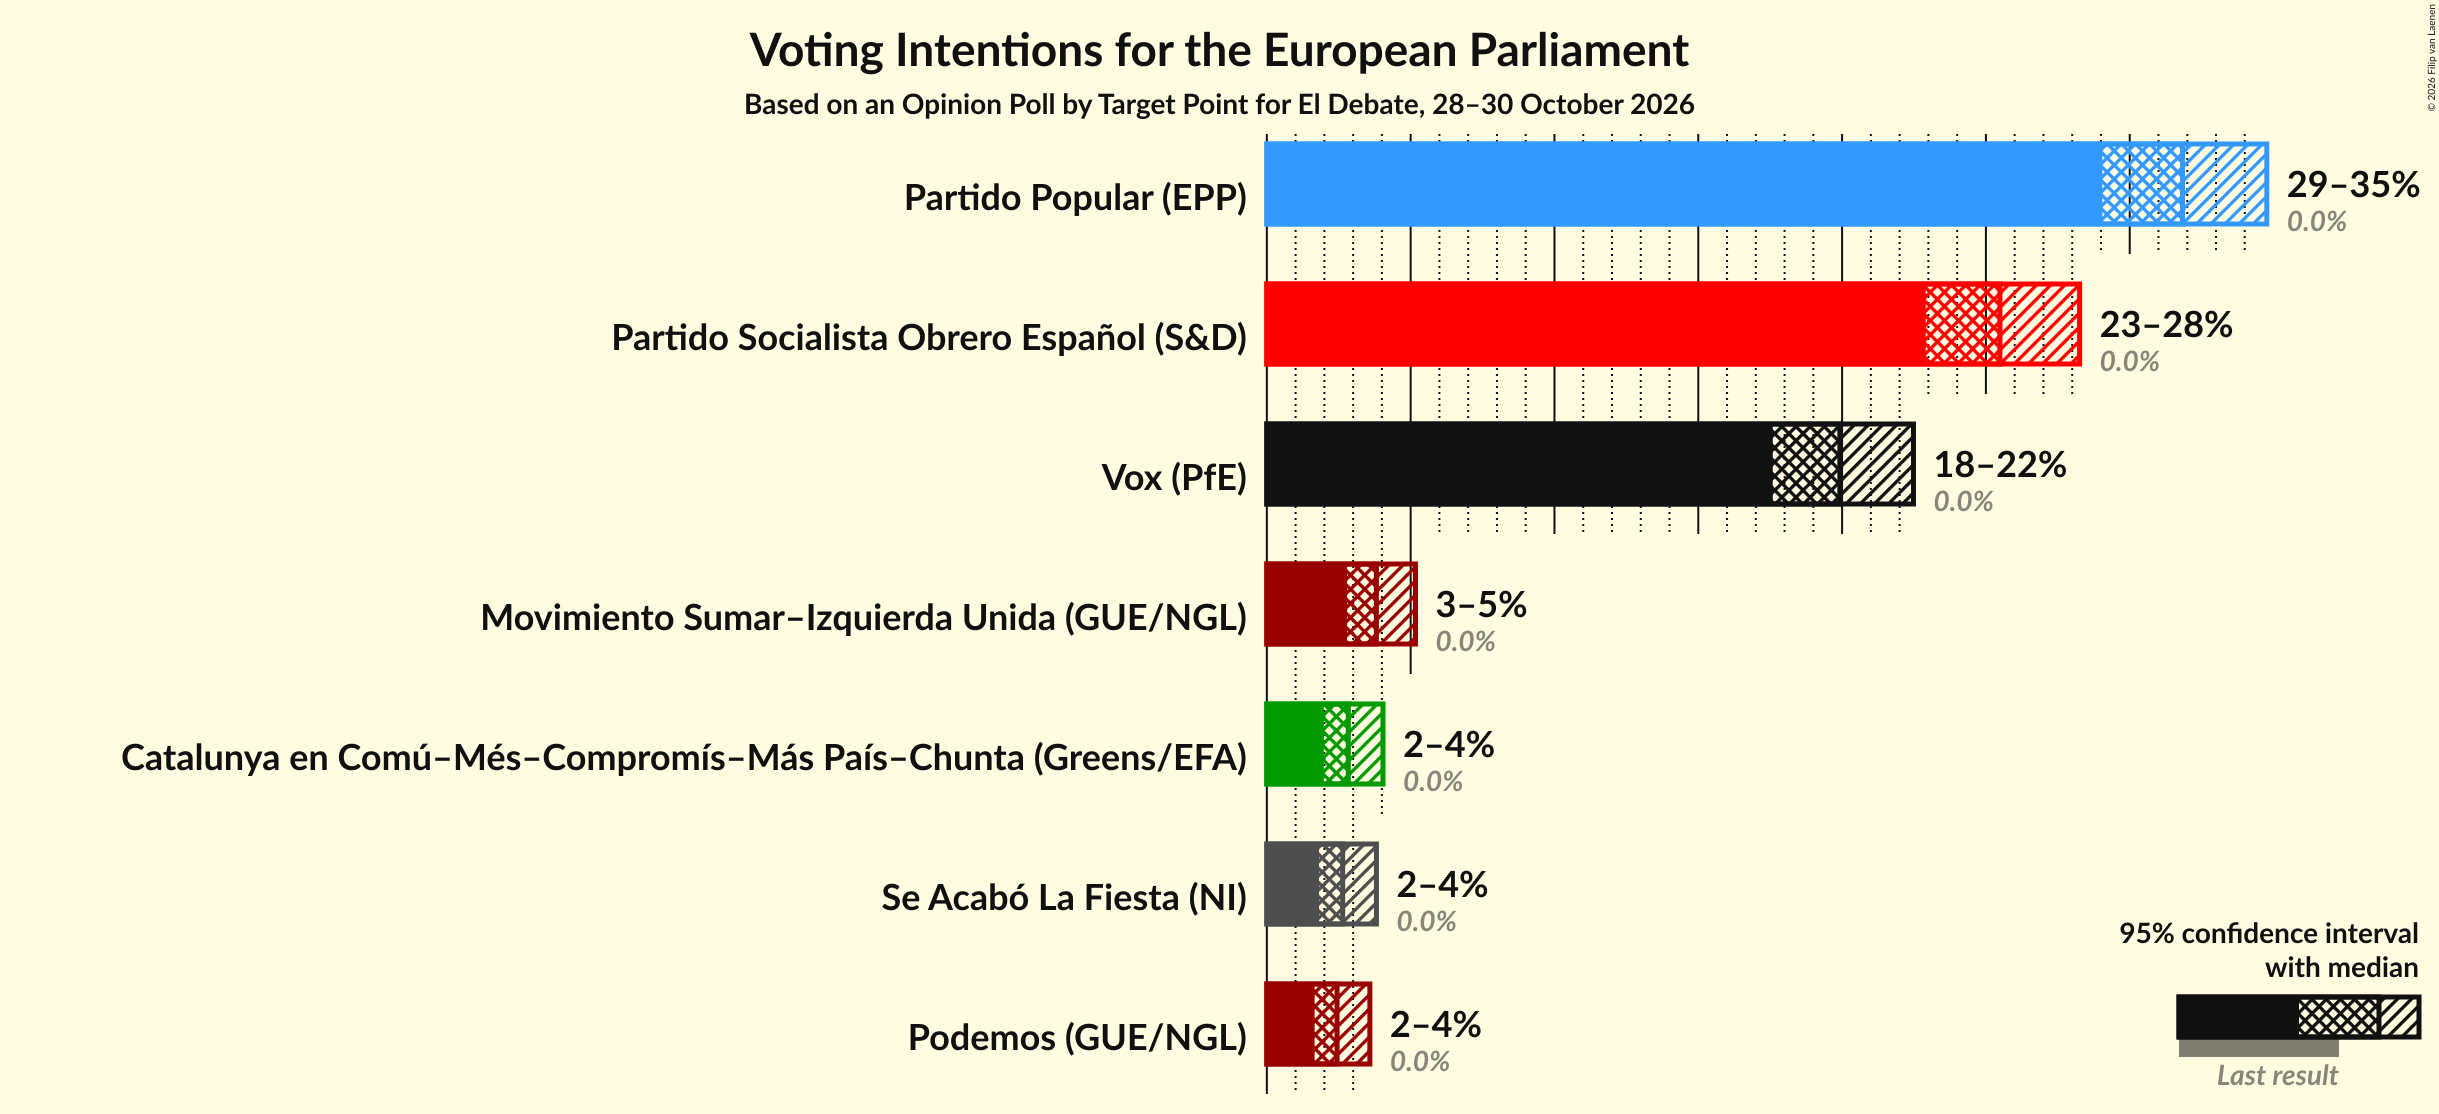 Voting Intentions for the European Parliament
Based on an Opinion Poll by Target Point for El Debate, 28–30 October 2026
© 2026 Filip van Laenen
Partido Popular (EPP)
29–35%
0.0%
Partido Socialista Obrero Español (S&D)
23–28%
0.0%
Vox (PfE)
18–22%
0.0%
Movimiento Sumar–Izquierda Unida (GUE/NGL)
3–5%
0.0%
Catalunya en Comú–Més–Compromís–Más País–Chunta (Greens/EFA)
2–4%
0.0%
Se Acabó La Fiesta (NI)
2–4%
0.0%
Podemos (GUE/NGL)
2–4%
0.0%
95% confidence interval
with median
Last result